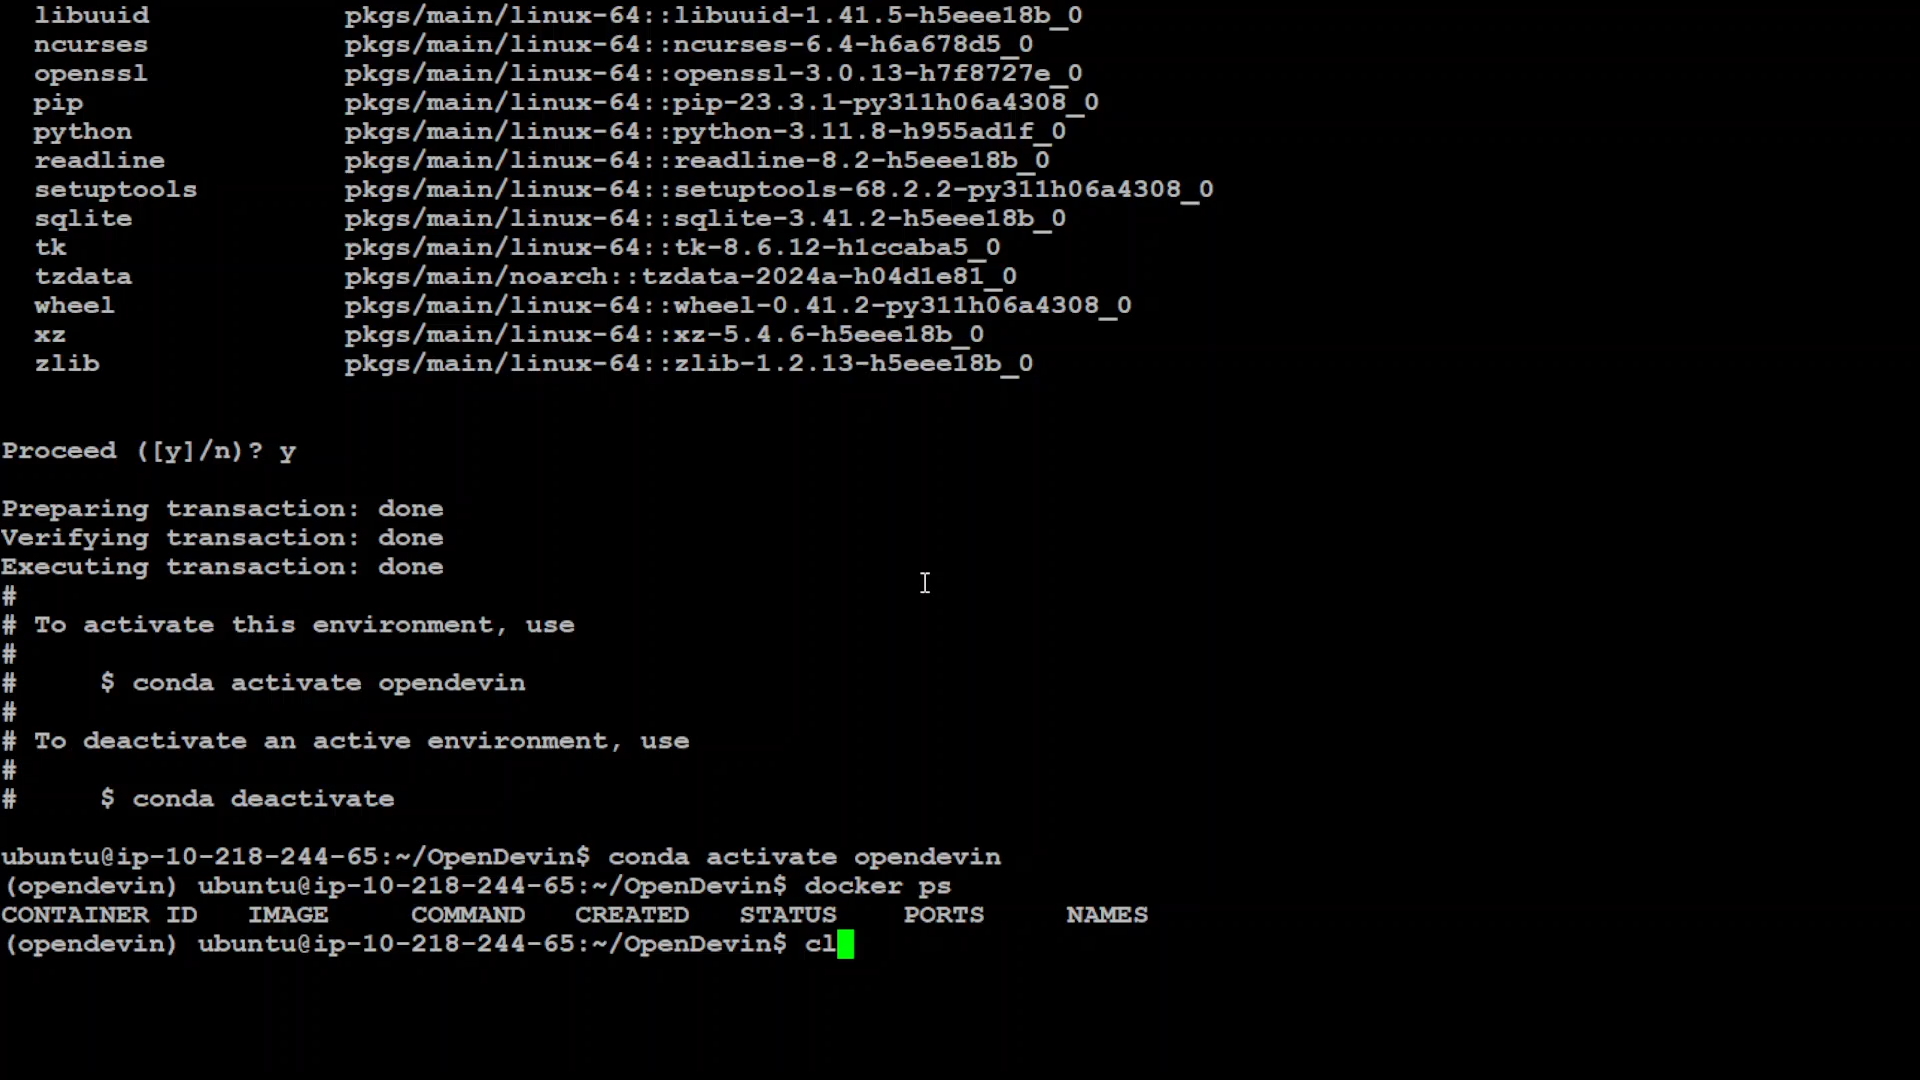 libuuid pkgs/main/linux-64::libuuid-1.41.5-h5eee18b_0
ncurses pkgs/main/linux-64::ncurses-6.4-h6a678d5_0
openssl pkgs/main/linux-64::openssl-3.0.13-h7f8727e_0
pip pkgs/main/linux-64::pip-23.3.1-py311h06a4308_0
python pkgs/main/linux-64::python-3.11.8-h955ad1f_0
readline pkgs/main/linux-64::readline-8.2-h5eee18b_0
setuptools pkgs/main/linux-64::setuptools-68.2.2-py311h06a4308_0
sqlite pkgs/main/linux-64::sqlite-3.41.2-h5eee18b_0
tk pkgs/main/linux-64::tk-8.6.12-h1ccaba5_0
tzdata pkgs/main/noarch::tzdata-2024a-h04d1e81_0
wheel pkgs/main/linux-64::wheel-0.41.2-py311h06a4308_0
xz pkgs/main/linux-64::xz-5.4.6-h5eee18b_0
zlib pkgs/main/linux-64::zlib-1.2.13-h5eee18b_0
Proceed ([y]/n)? y
Preparing transaction: done
Verifying transaction: done
Executing transaction: done
#
# To activate this environment, use
#
# $ conda activate opendevin
#
# To deactivate an active environment, use
#
# $ conda deactivate
ubuntu@ip-10-218-244-65:~/OpenDevin$ conda activate opendevin
(opendevin) ubuntu@ip-10-218-244-65:~/OpenDevin$ docker ps
CONTAINER ID IMAGE COMMAND CREATED STATUS PORTS NAMES
(opendevin) ubuntu@ip-10-218-244-65:~/OpenDevin$ cl